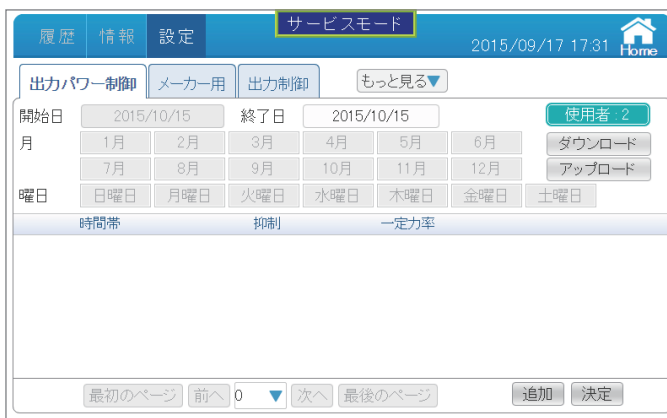 サービスモード
履歴 情報 設定 2015/09/17 17:31 Home
出力パワー制御 メーカー用 出力制御 もっと見る▼
開始日 2015/10/15 終了日 2015/10/15 使用者:2
月 1月 2月 3月 4月 5月 6月 ダウンロード
7月 8月 9月 10月 11月 12月 アップロード
曜日 日曜日 月曜日 火曜日 水曜日 木曜日 金曜日 土曜日
時間帯 抑制 一定力率
最初のページ 前へ 0 ▼ 次へ 最後のページ 追加 決定